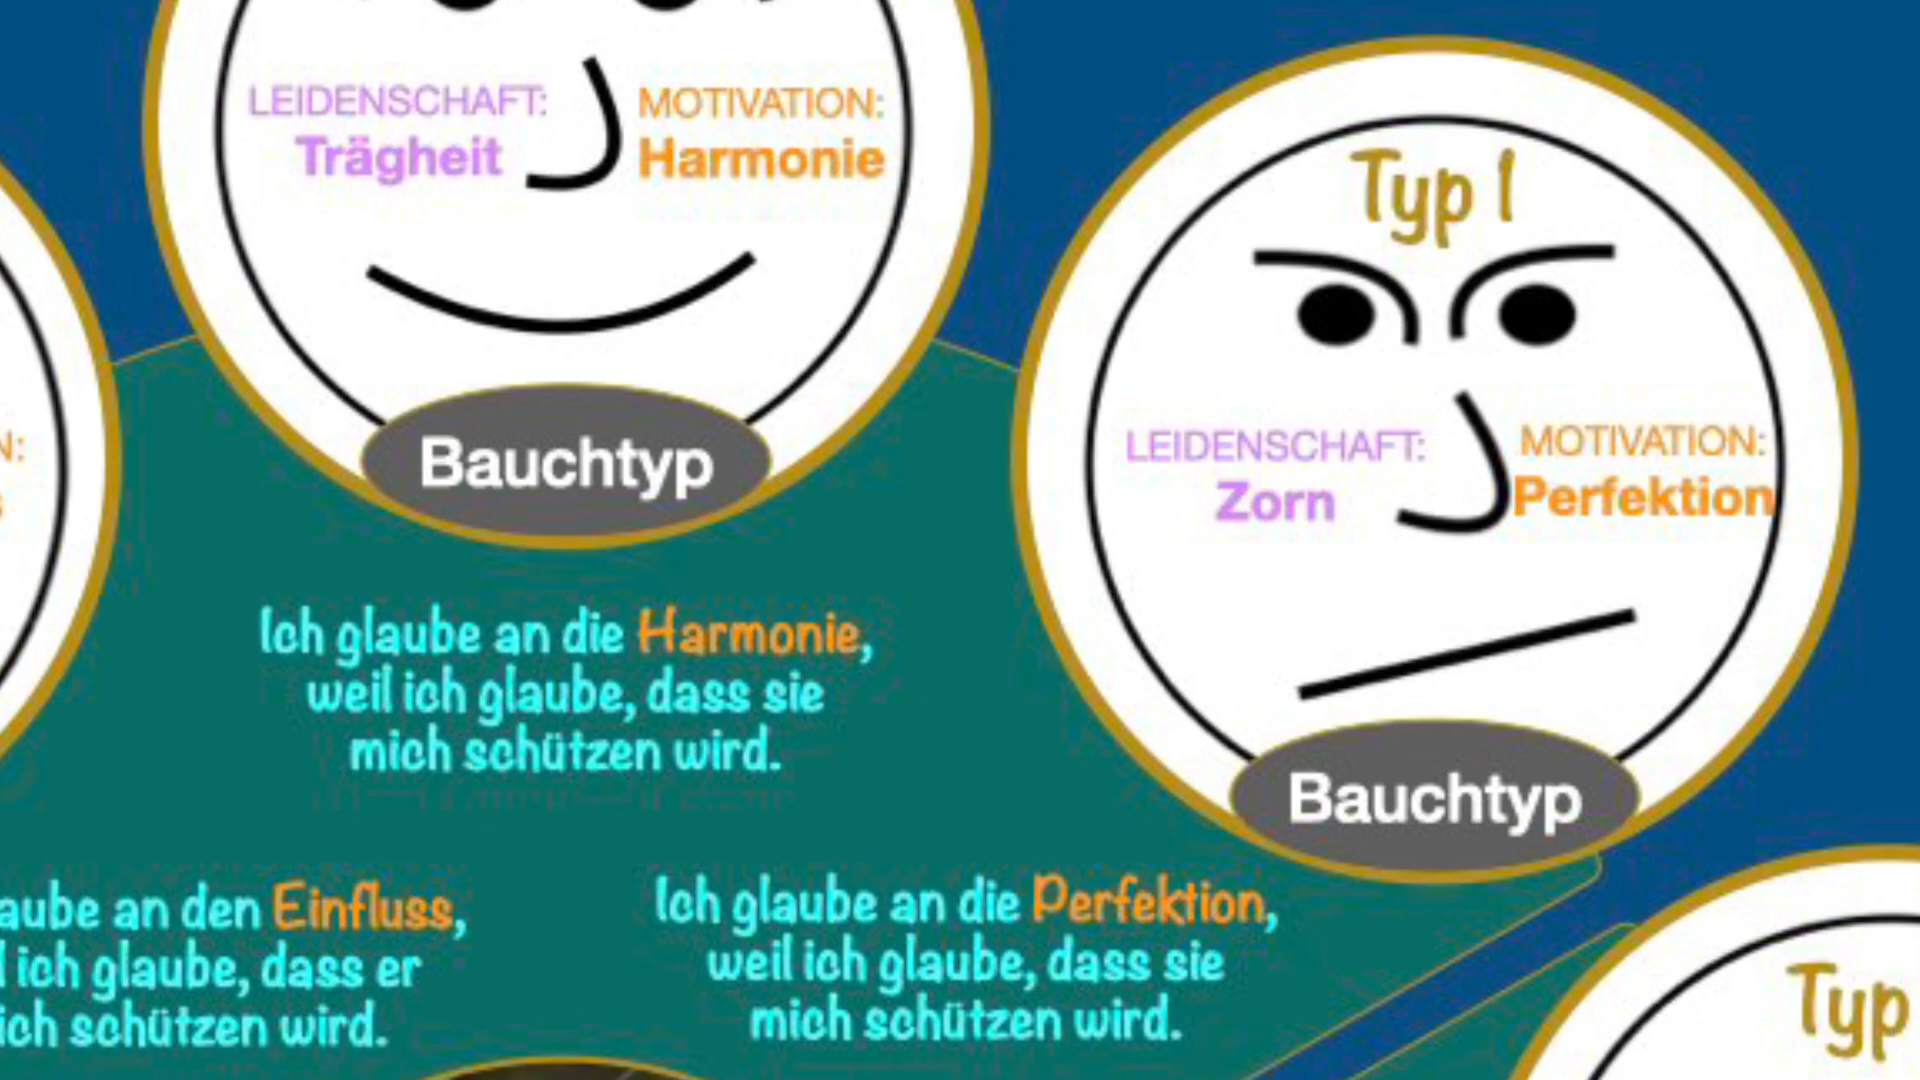 LEIDENSCHAFT:
Trägheit
MOTIVATION:
Harmonie
Bauchtyp
Typ 1
LEIDENSCHAFT:
Zorn
MOTIVATION:
Perfektion
Bauchtyp
N:
Ich glaube an die Harmonie,
weil ich glaube, dass sie
mich schützen wird.
aube an den Einfluss,
l ich glaube, dass er
ich schützen wird.
Ich glaube an die Perfektion,
weil ich glaube, dass sie
mich schützen wird.
Typ